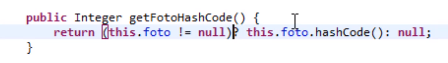 public Integer getFotoHashCode() {
return (this.foto != null)? this.foto.hashCode(): null;
}